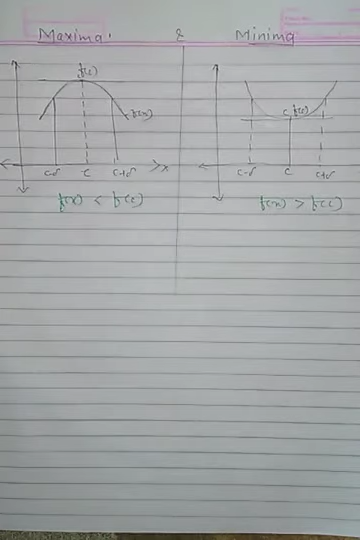 Maxima. & Minima
f(c)
f(x)
c-δ c c+δ x
f(x) < f(c)
c f(c)
c-δ c c+δ
f(x) > f(c)